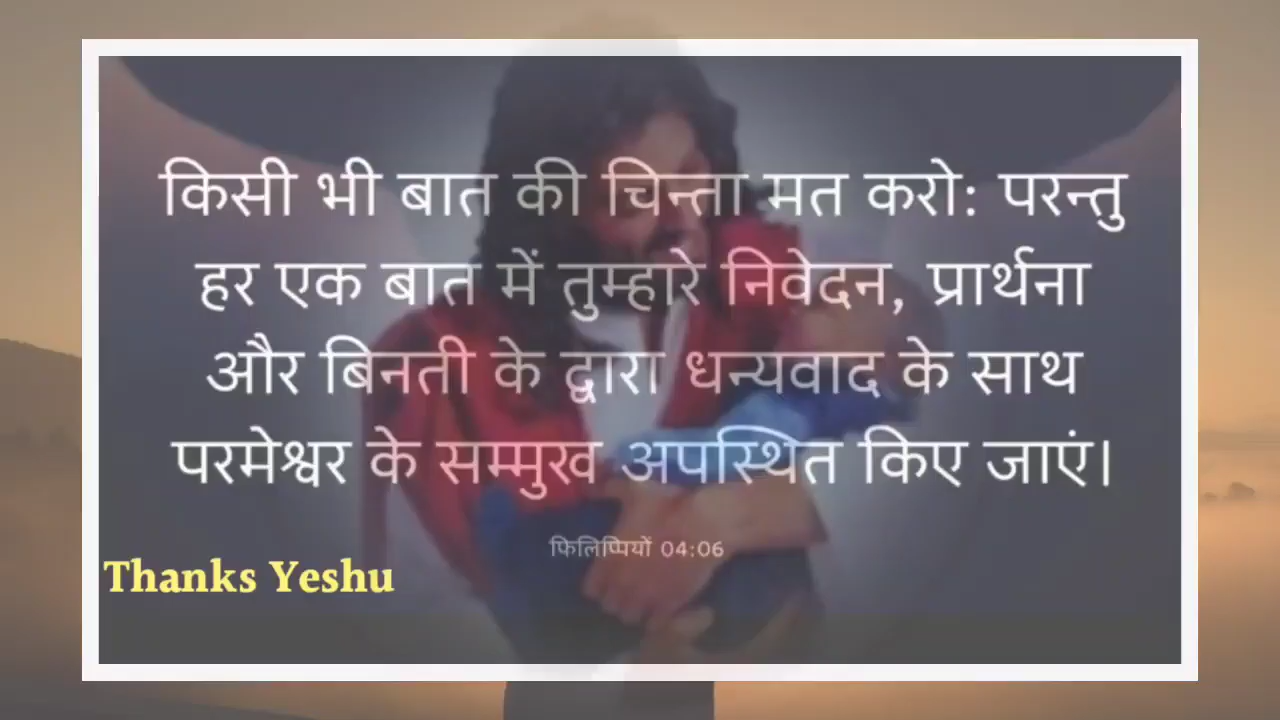 किसी भी बात की चिन्ता मत करो: परन्तु
हर एक बात में तुम्हारे निवेदन, प्रार्थना
और बिनती के द्वारा धन्यवाद के साथ
परमेश्वर के सम्मुख अपस्थित किए जाएं।
फिलिप्पियों 04:06
Thanks Yeshu